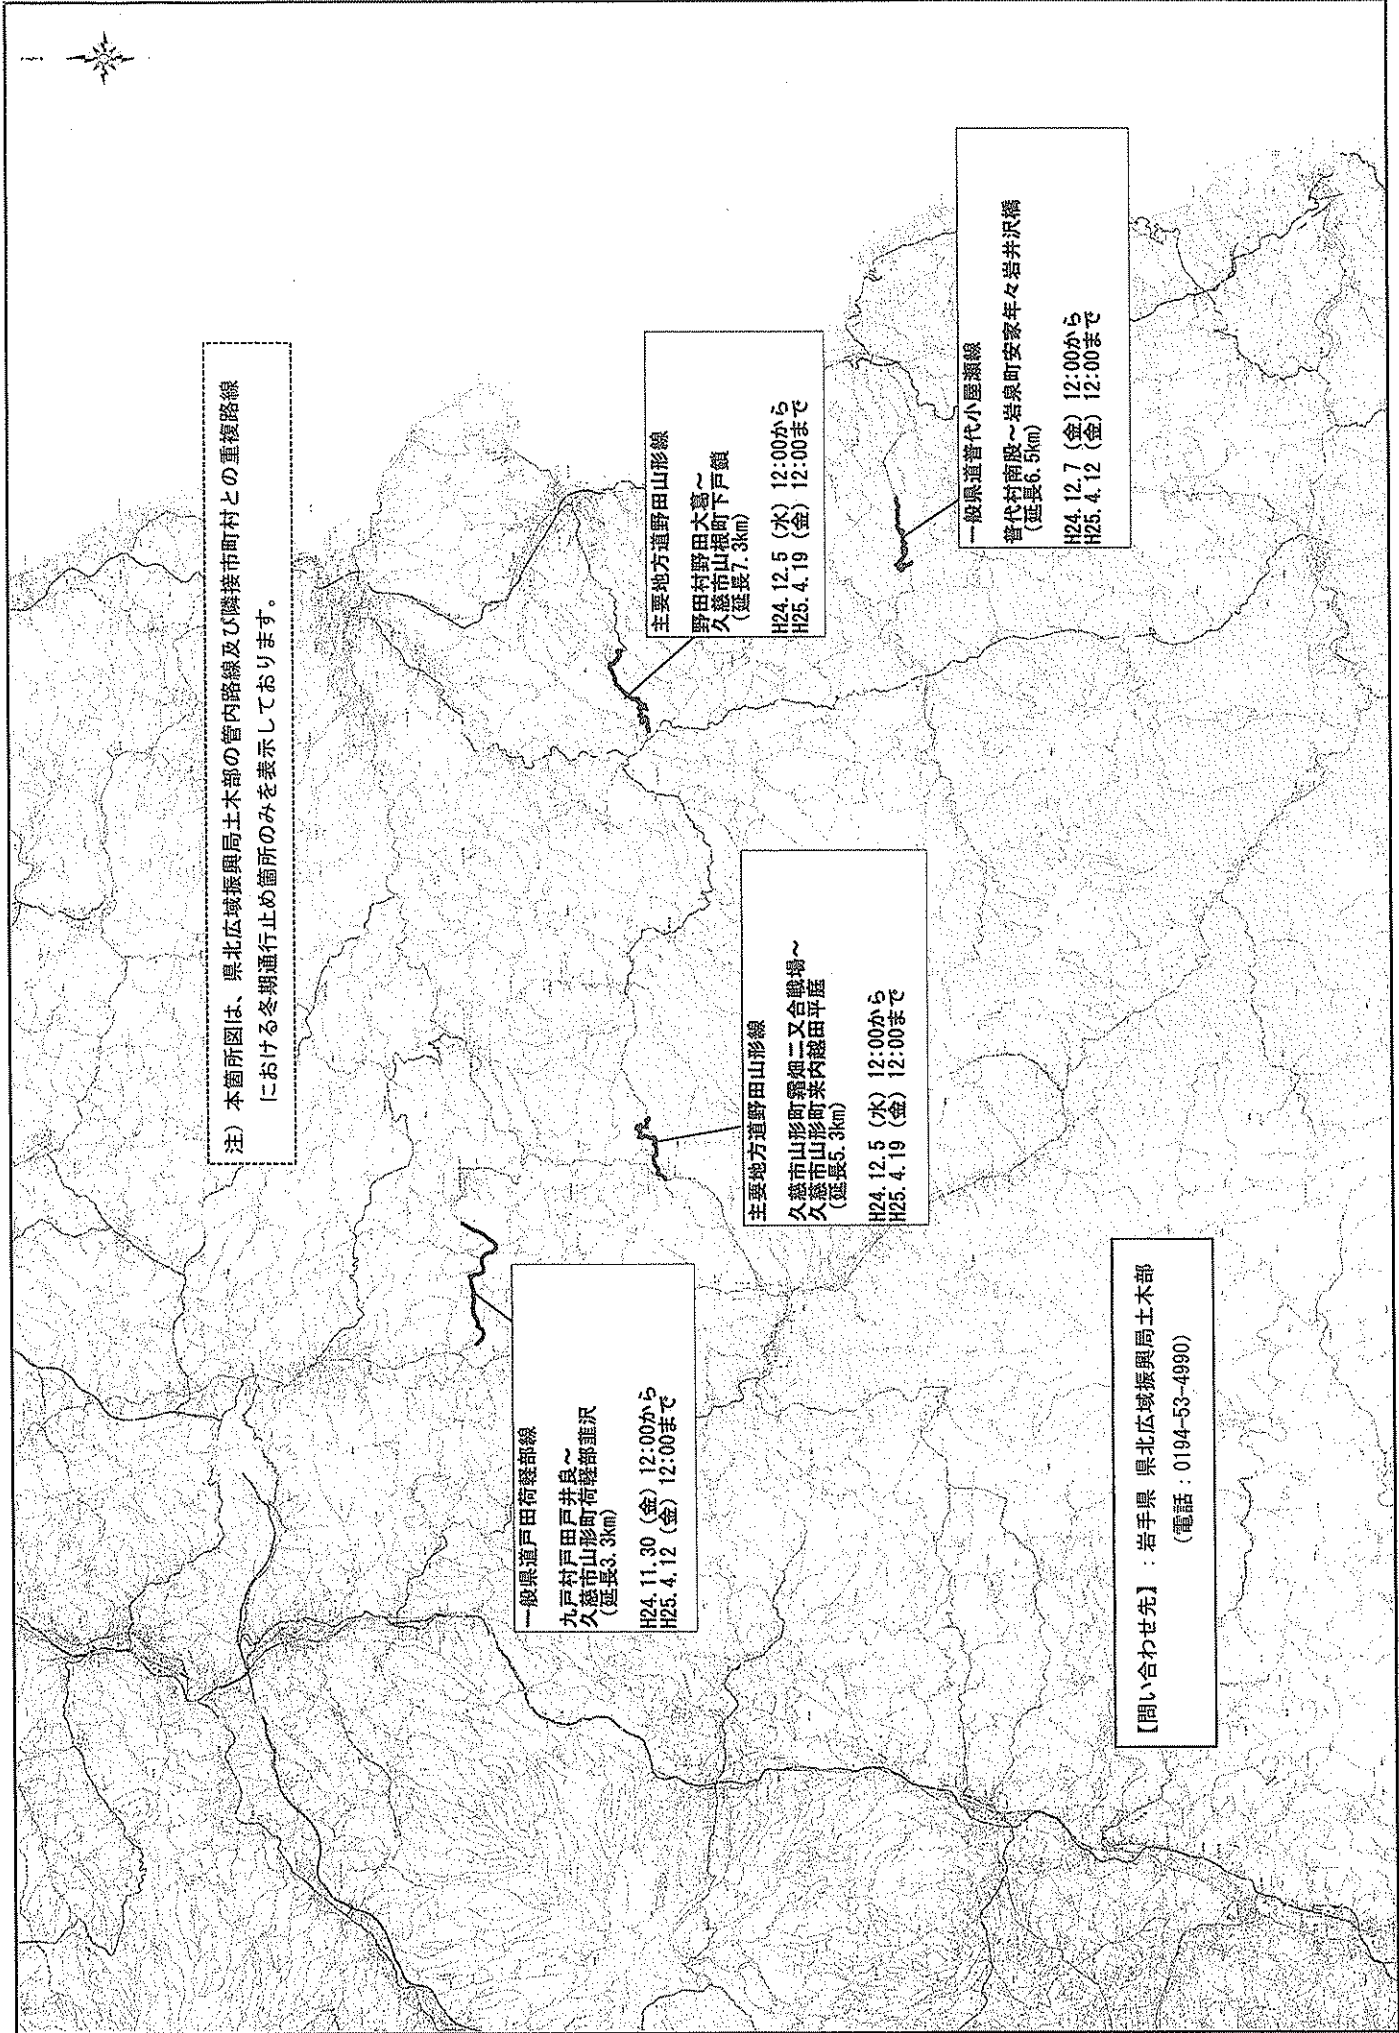 注）本箇所図は、県北広域振興局土木部の管内路線及び隣接市町村との重複路線
における冬期通行止め箇所のみを表示しております。
一般県道戸田荷軽部線
九戸村戸田戸井良～
久慈市山形町荷軽部韮沢
(延長3.3km)
H24.11.30（金）12:00から
H25.4.12（金）12:00まで
主要地方道野田山形線
久慈市山形町霜畑二又合戦場～
久慈市山形町来内越田平庭
(延長5.3km)
H24.12.5（水）12:00から
H25.4.19（金）12:00まで
主要地方道野田山形線
野田村野田大葛～
久慈市山根町下戸鎖
(延長7.3km)
H24.12.5（水）12:00から
H25.4.19（金）12:00まで
一般県道普代小屋瀬線
普代村南股～岩泉町安家年々岩井沢橋
(延長6.5km)
H24.12.7（金）12:00から
H25.4.12（金）12:00まで
【問い合わせ先】：岩手県 県北広域振興局土木部
(電話：0194-53-4990)